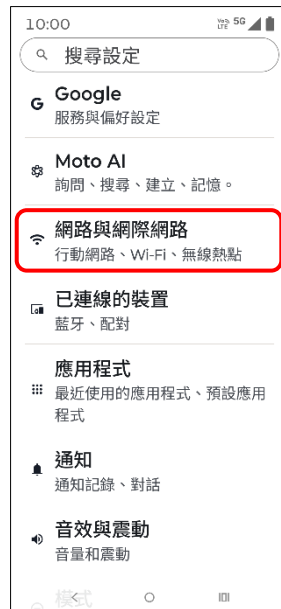 10:00 VoLTE 5G
搜尋設定
G Google
服務與偏好設定
Moto AI
詢問、搜尋、建立、記憶。
網路與網際網路
行動網路、Wi-Fi、無線熱點
已連線的裝置
藍牙、配對
應用程式
最近使用的應用程式、預設應用
程式
通知
通知記錄、對話
音效與震動
音量和震動
模式